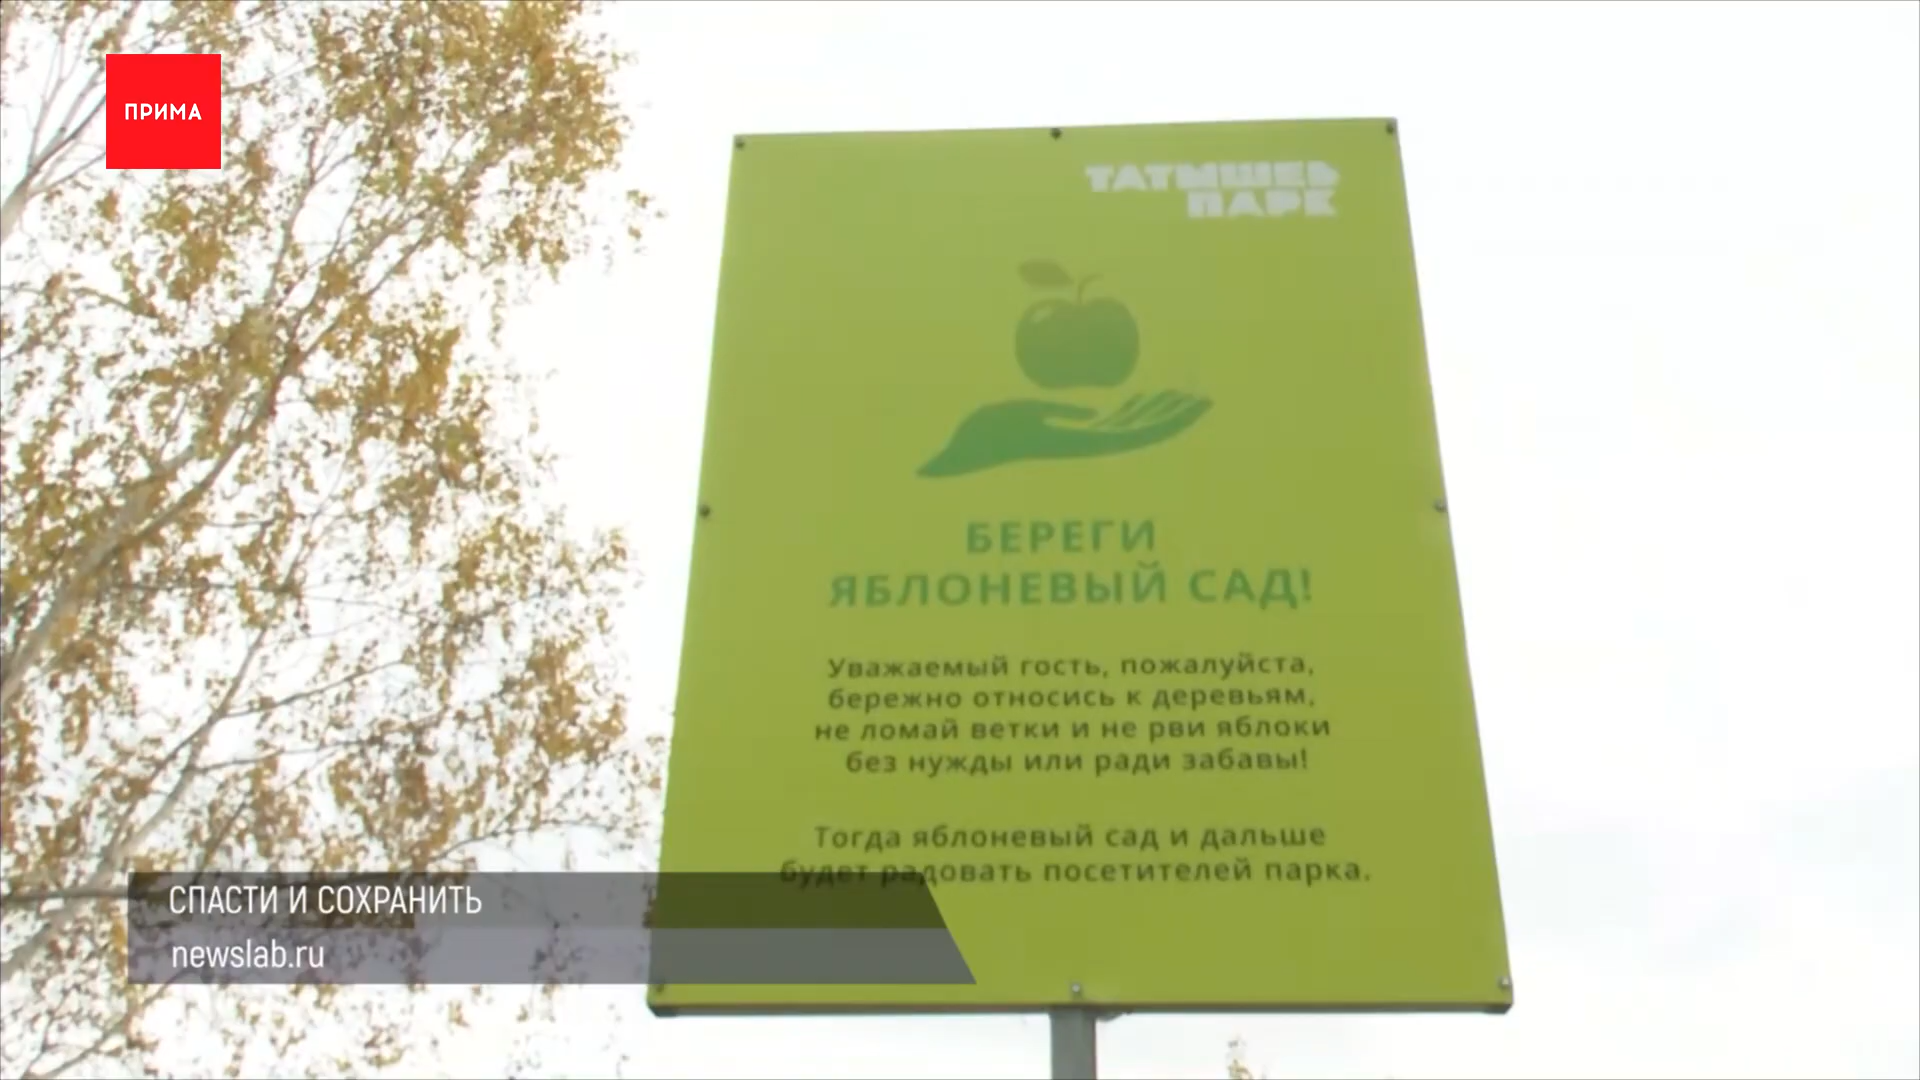 ПРИМА
ТАТЫШЕВ
ПАРК
БЕРЕГИ
ЯБЛОНЕВЫЙ САД!
Уважаемый гость, пожалуйста,
бережно относись к деревьям,
не ломай ветки и не рви яблоки
без нужды или ради забавы!
Тогда яблоневый сад и дальше
будет радовать посетителей парка.
СПАСТИ И СОХРАНИТЬ
newslab.ru